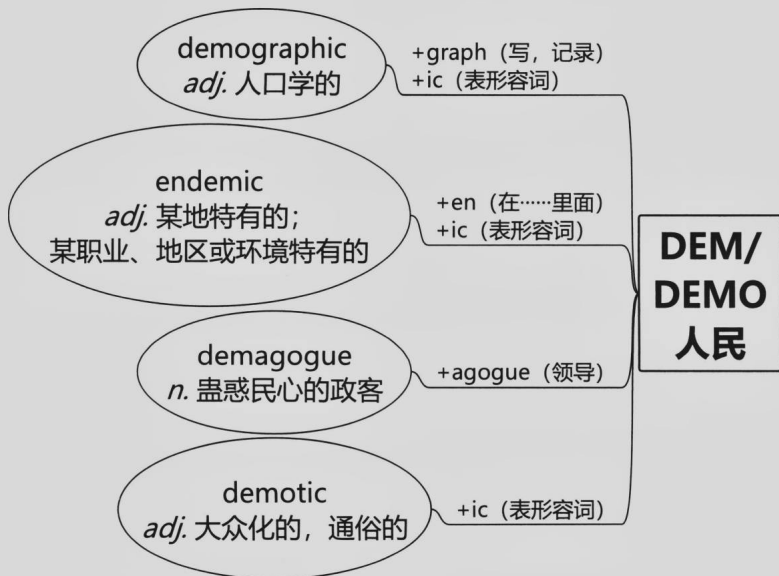 demographic
adj. 人口学的
+graph（写，记录）
+ic（表形容词）
endemic
adj. 某地特有的；
某职业、地区或环境特有的
+en（在……里面）
+ic（表形容词）
DEM/
DEMO
人民
demagogue
n. 蛊惑民心的政客
+agogue（领导）
demotic
adj. 大众化的，通俗的
+ic（表形容词）